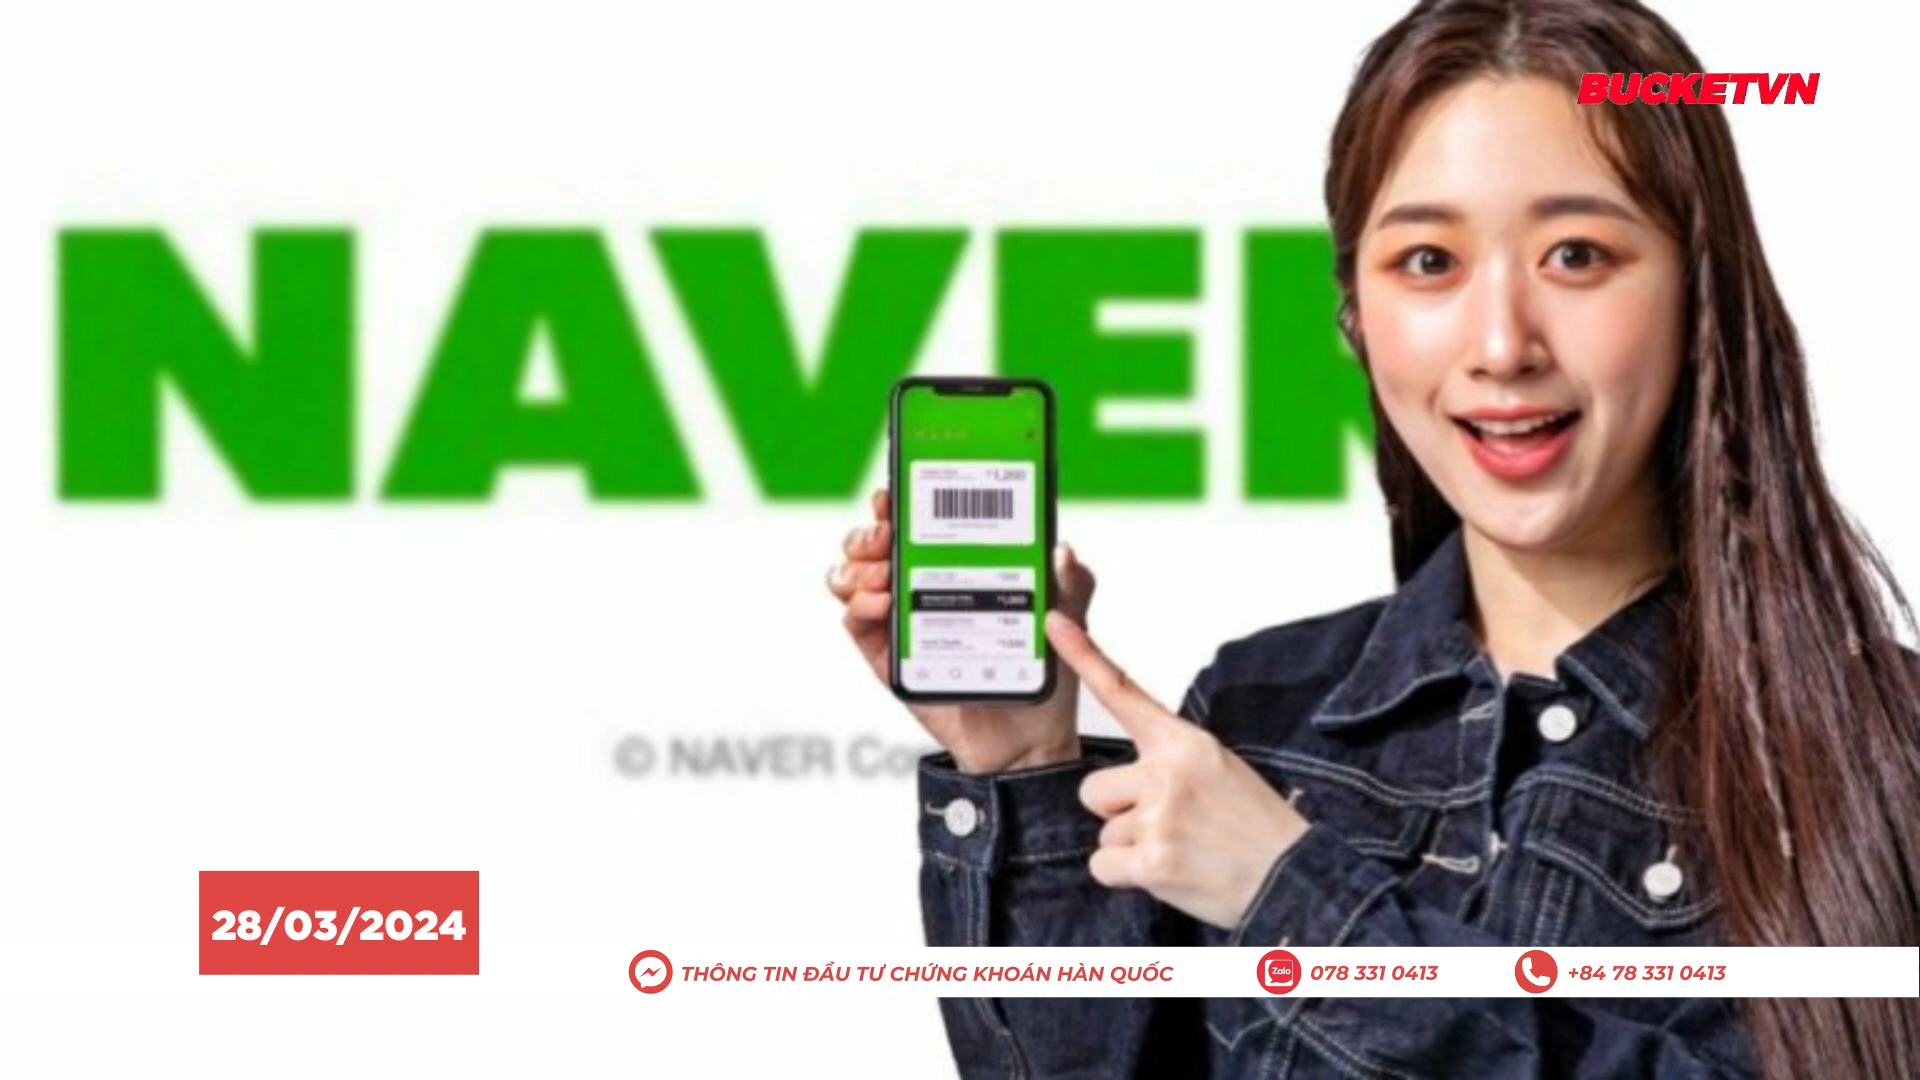 BUCKETVN
NAVER
© NAVER
28/03/2024
THÔNG TIN ĐẦU TƯ CHỨNG KHOÁN HÀN QUỐC
Zalo
078 331 0413
+84 78 331 0413